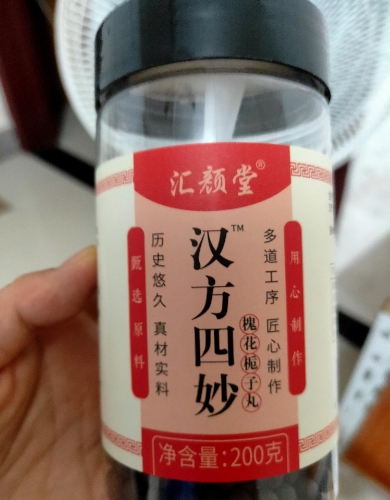 汇颜堂®
汉方四妙™
槐花栀子丸
多道工序 匠心制作
历史悠久 真材实料
用心制作
甄选原料
净含量:200克